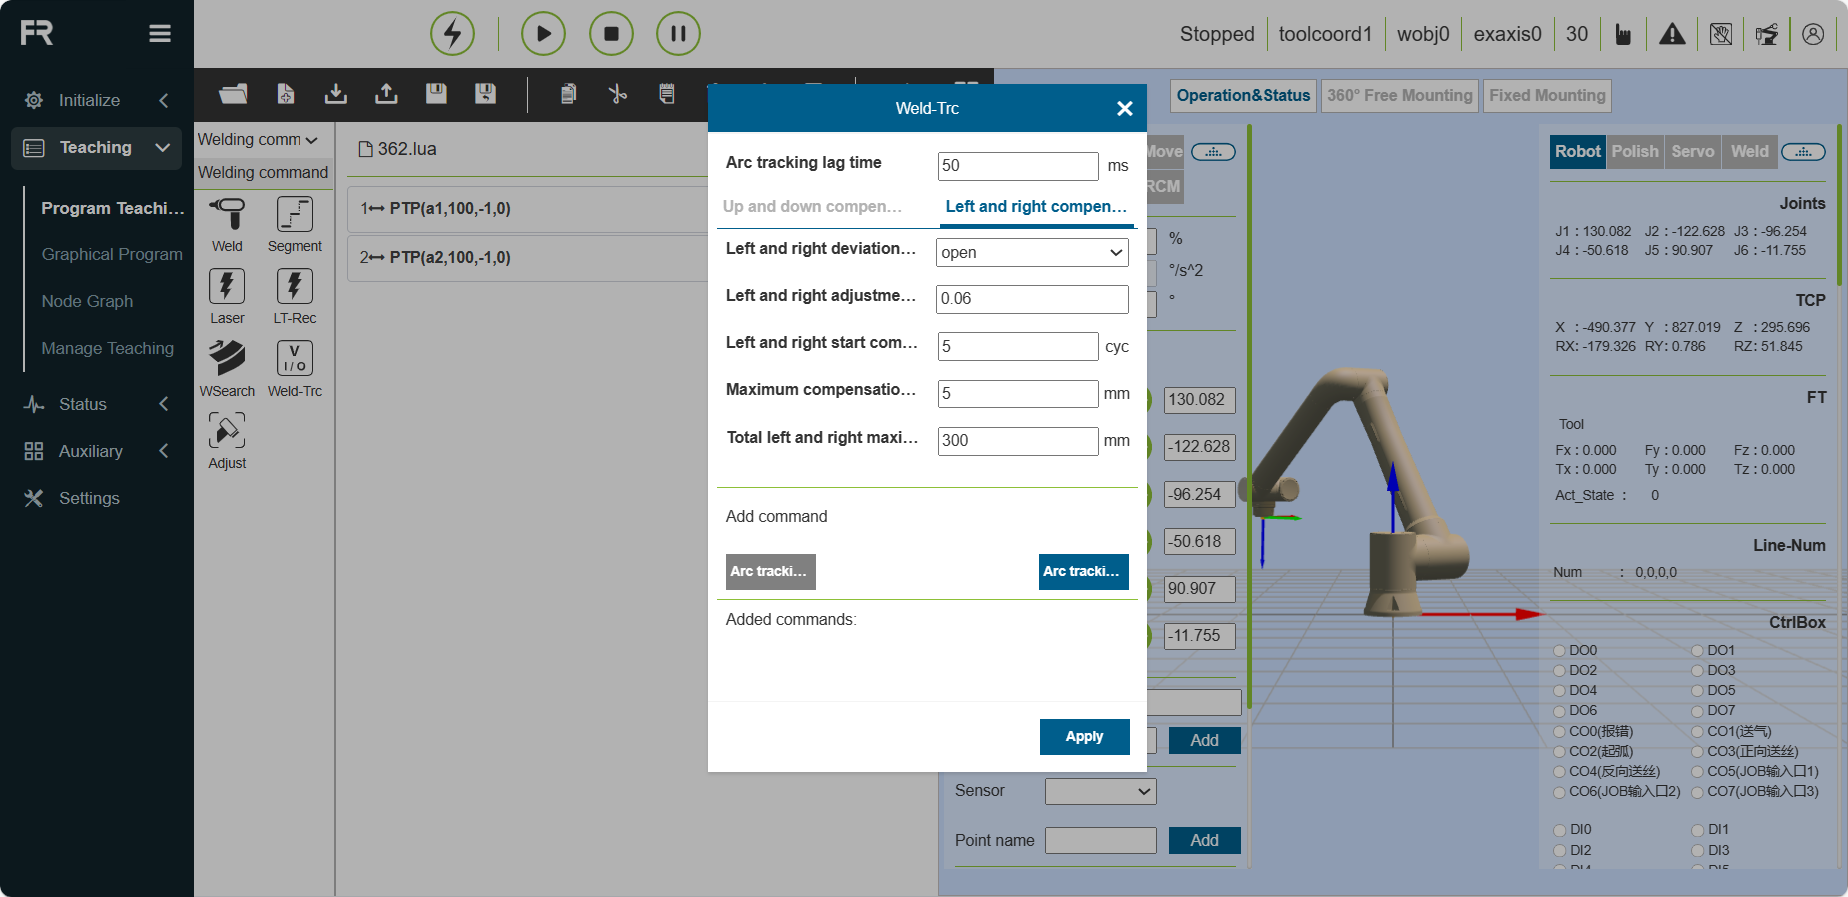 FR
Stopped
toolcoord1
wobj0
exaxis0
30
Initialize
Teaching
Program Teachi...
Graphical Program
Node Graph
Manage Teaching
Status
Auxiliary
Settings
Welding comm
Welding command
Weld
Segment
Laser
LT-Rec
WSearch
V
I/O
Weld-Trc
Adjust
362.lua
1 PTP(a1,100,-1,0)
2 PTP(a2,100,-1,0)
Weld-Trc
Arc tracking lag time
50
ms
Up and down compen...
Left and right compen...
Left and right deviation...
open
Left and right adjustme...
0.06
Left and right start com...
5
cyc
Maximum compensatio...
5
mm
Total left and right maxi...
300
mm
Add command
Arc tracki...
Arc tracki...
Added commands:
Apply
Operation&Status
360° Free Mounting
Fixed Mounting
Move
RCM
%
°/s^2
°
130.082
-122.628
-96.254
-50.618
90.907
-11.755
Add
Sensor
Point name
Add
Robot
Polish
Servo
Weld
Joints
J1 : 130.082 J2 : -122.628 J3 : -96.254
J4 : -50.618 J5 : 90.907 J6 : -11.755
TCP
X : -490.377 Y : 827.019 Z : 295.696
RX: -179.326 RY: 0.786 RZ: 51.845
FT
Tool
Fx : 0.000 Fy : 0.000 Fz : 0.000
Tx : 0.000 Ty : 0.000 Tz : 0.000
Act_State : 0
Line-Num
Num : 0,0,0,0
CtrlBox
DO0 DO1
DO2 DO3
DO4 DO5
DO6 DO7
CO0(报错) CO1(送气)
CO2(起弧) CO3(正向送丝)
CO4(反向送丝) CO5(JOB输入口1)
CO6(JOB输入口2) CO7(JOB输入口3)
DI0 DI1
DI2 DI3